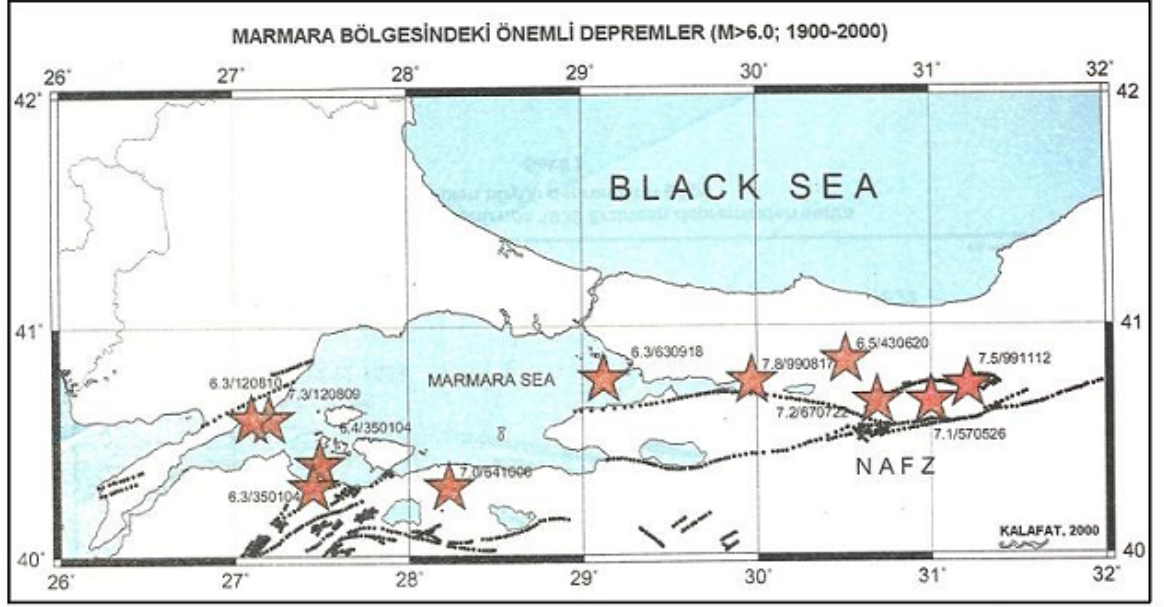 MARMARA BÖLGESİNDEKİ ÖNEMLİ DEPREMLER (M>6.0; 1900-2000)
26˚ 27˚ 28˚ 29˚ 30˚ 31˚ 32˚
42˚ 42
BLACK SEA
41˚ 41
6.3/630918
6.5/430620
7.8/990817
7.5/991112
MARMARA SEA
6.3/120810
7.3/120809
7.2/670722
6.4/350104
7.1/570526
NAFZ
6.3/350104
7.0/641006
KALAFAT, 2000
40˚ 40
26˚ 27˚ 28˚ 29˚ 30˚ 31˚ 32˚